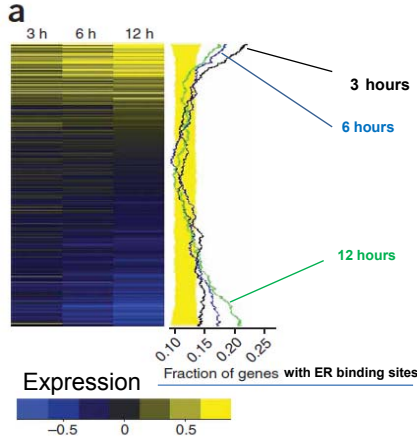 a
3 h 6 h 12 h
3 hours
6 hours
12 hours
0.10 0.15 0.20 0.25
Fraction of genes with ER binding sites
Expression
−0.5 0 0.5